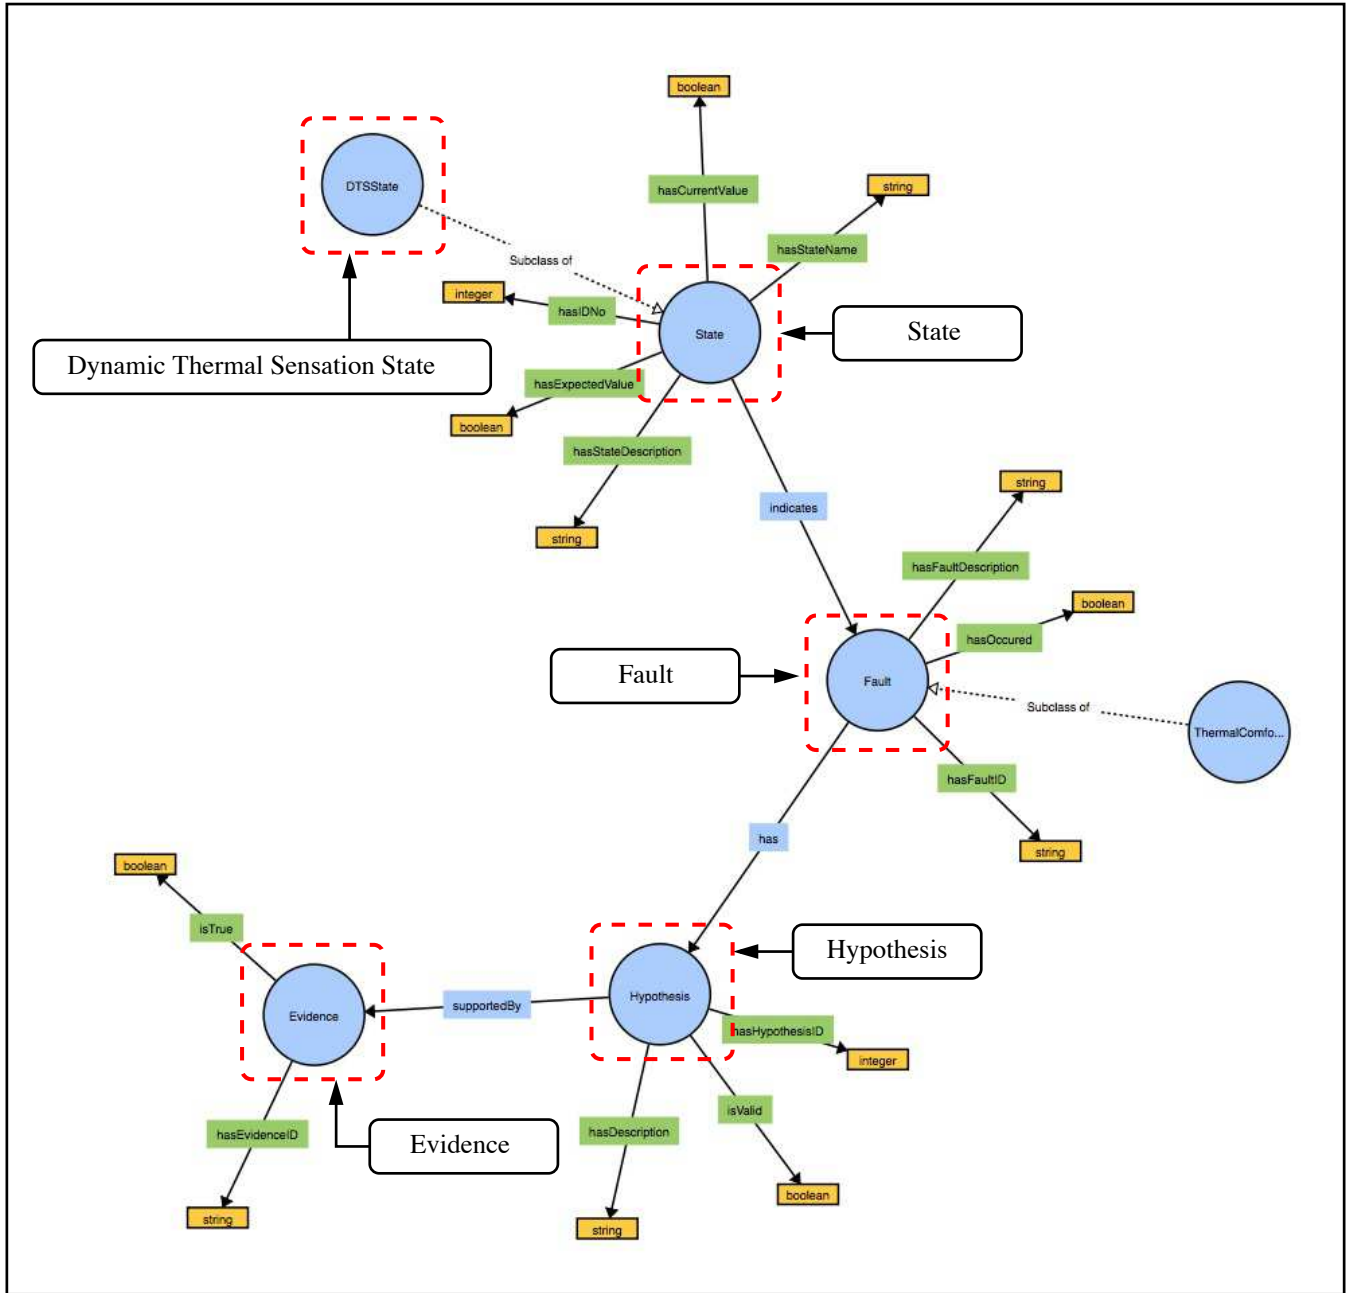 boolean
DTSState
hasCurrentValue
string
hasStateName
Subclass of
integer
hasIDNo
State
State
Dynamic Thermal Sensation State
hasExpectedValue
boolean
hasStateDescription
string
indicates
string
hasFaultDescription
boolean
hasOccured
Fault
Fault
Subclass of
ThermalComfo...
hasFaultID
has
string
boolean
isTrue
Hypothesis
Hypothesis
supportedBy
Evidence
hasHypothesisID
integer
isValid
hasEvidenceID
hasDescription
Evidence
boolean
string
string